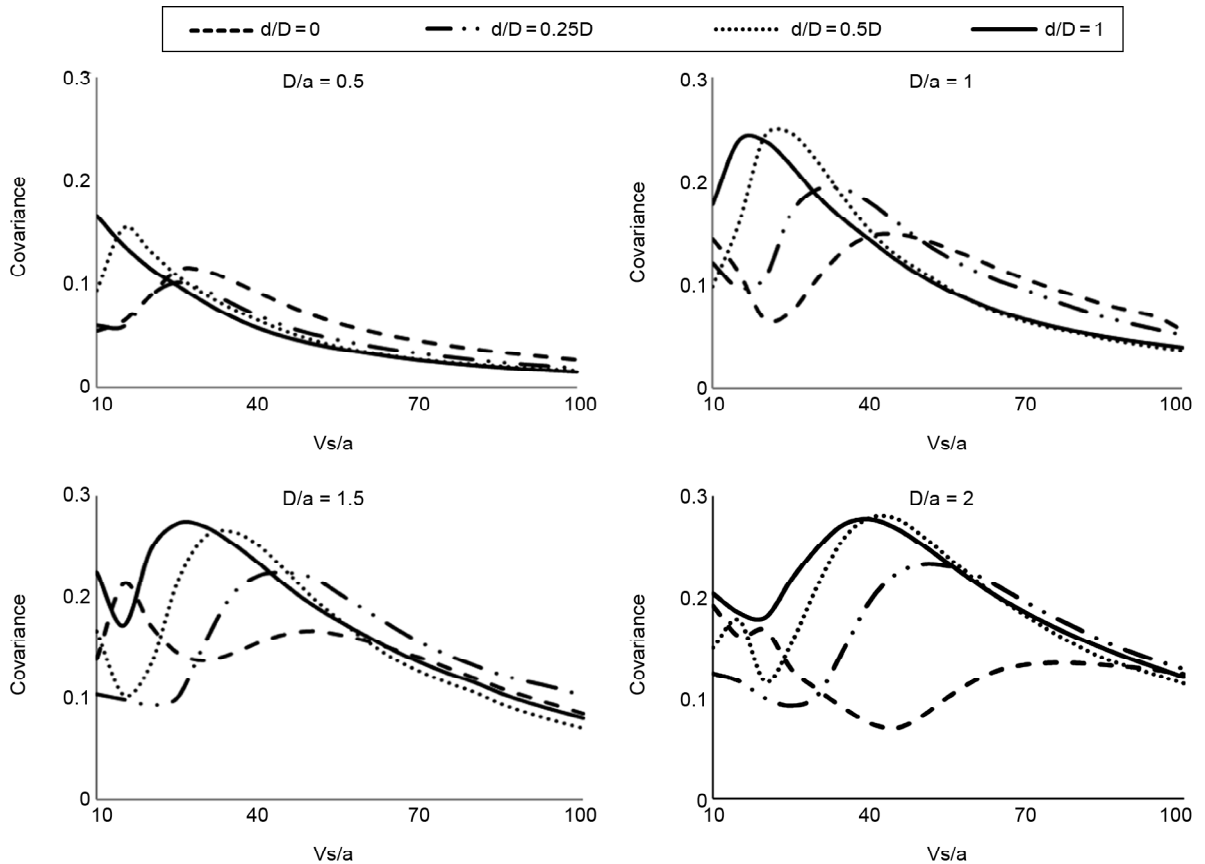 d/D = 0 d/D = 0.25D d/D = 0.5D d/D = 1
D/a = 0.5
0.3
0.2
0.1
0
Covariance
10 40 70 100
Vs/a
D/a = 1
0.3
0.2
0.1
0
Covariance
10 40 70 100
Vs/a
D/a = 1.5
0.3
0.2
0.1
0
Covariance
10 40 70 100
Vs/a
D/a = 2
0.3
0.2
0.1
0
Covariance
10 40 70 100
Vs/a